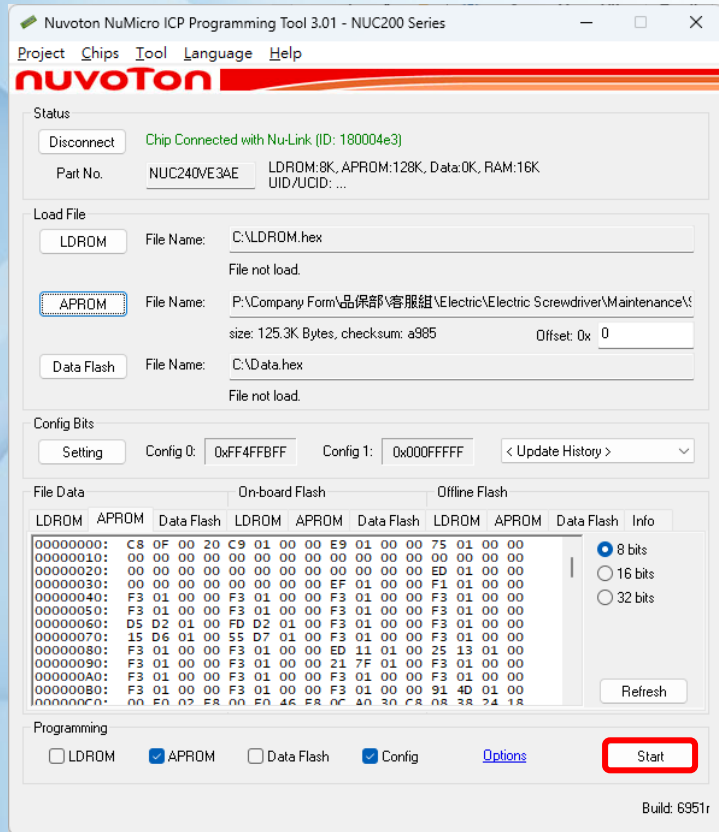 Nuvoton NuMicro ICP Programming Tool 3.01 - NUC200 Series
Project Chips Tool Language Help
nuvoTon
Status
Disconnect Chip Connected with Nu-Link (ID: 180004e3)
Part No. NUC240VE3AE LDROM:8K, APROM:128K, Data:0K, RAM:16K
UID/UCID: ...
Load File
LDROM File Name: C:\LDROM.hex
File not load.
APROM File Name: P:\Company Form\品保部\客服組\Electric\Electric Screwdriver\Maintenance\
size: 125.3K Bytes, checksum: a985 Offset: 0x 0
Data Flash File Name: C:\Data.hex
File not load.
Config Bits
Setting Config 0: 0xFF4FFBFF Config 1: 0x000FFFFF < Update History >
File Data On-board Flash Offline Flash
LDROM APROM Data Flash LDROM APROM Data Flash LDROM APROM Data Flash Info
00000000: C8 0F 00 20 C9 01 00 00 E9 01 00 00 75 01 00 00
00000010: 00 00 00 00 00 00 00 00 00 00 00 00 00 00 00 00
00000020: 00 00 00 00 00 00 00 00 00 00 00 00 ED 01 00 00
00000030: 00 00 00 00 00 00 00 00 EF 01 00 00 F1 01 00 00
00000040: F3 01 00 00 F3 01 00 00 F3 01 00 00 F3 01 00 00
00000050: F3 01 00 00 F3 01 00 00 F3 01 00 00 F3 01 00 00
00000060: D5 D2 01 00 FD D2 01 00 F3 01 00 00 F3 01 00 00
00000070: 15 D6 01 00 55 D7 01 00 F3 01 00 00 F3 01 00 00
00000080: F3 01 00 00 F3 01 00 00 ED 11 01 00 25 13 01 00
00000090: F3 01 00 00 F3 01 00 00 21 7F 01 00 F3 01 00 00
000000A0: F3 01 00 00 F3 01 00 00 F3 01 00 00 F3 01 00 00
000000B0: F3 01 00 00 F3 01 00 00 F3 01 00 00 91 4D 01 00
000000C0: 00 F0 02 F8 00 F0 46 F8 0C A0 30 C8 08 38 24 18
8 bits
16 bits
32 bits
Refresh
Programming
LDROM APROM Data Flash Config Options Start
Build: 6951r